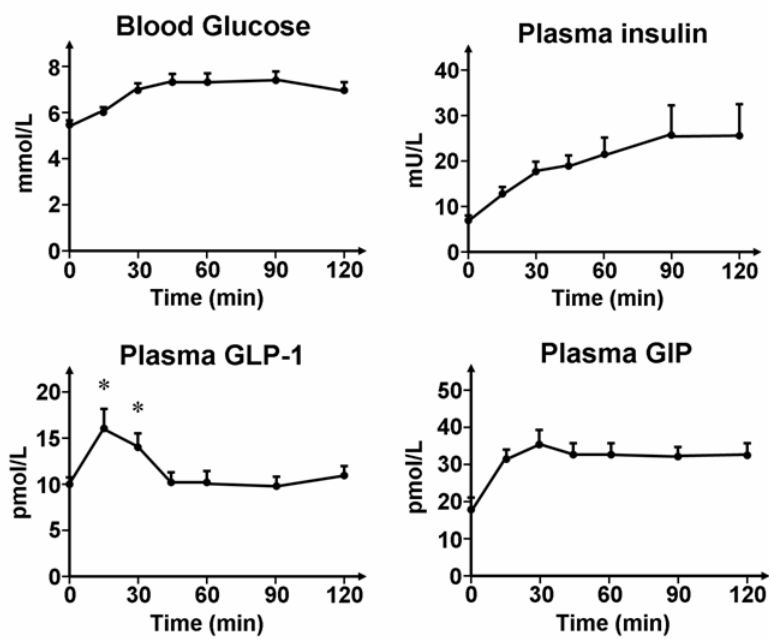 Blood Glucose
mmol/L
8
6
4
2
0
0 30 60 90 120
Time (min)
Plasma insulin
mU/L
40
30
20
10
0
0 30 60 90 120
Time (min)
Plasma GLP-1
pmol/L
20
15
10
5
0
* *
0 30 60 90 120
Time (min)
Plasma GIP
pmol/L
50
40
30
20
10
0
0 30 60 90 120
Time (min)